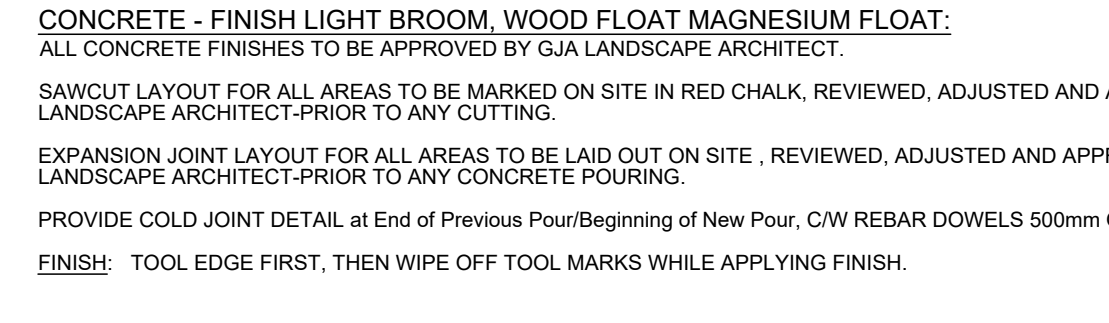 CONCRETE - FINISH LIGHT BROOM, WOOD FLOAT MAGNESIUM FLOAT:
ALL CONCRETE FINISHES TO BE APPROVED BY GJA LANDSCAPE ARCHITECT.
SAWCUT LAYOUT FOR ALL AREAS TO BE MARKED ON SITE IN RED CHALK, REVIEWED, ADJUSTED AND
LANDSCAPE ARCHITECT-PRIOR TO ANY CUTTING.
EXPANSION JOINT LAYOUT FOR ALL AREAS TO BE LAID OUT ON SITE , REVIEWED, ADJUSTED AND
LANDSCAPE ARCHITECT-PRIOR TO ANY CONCRETE POURING.
PROVIDE COLD JOINT DETAIL at End of Previous Pour/Beginning of New Pour, C/W REBAR DOWELS 500mm
FINISH: TOOL EDGE FIRST, THEN WIPE OFF TOOL MARKS WHILE APPLYING FINISH.